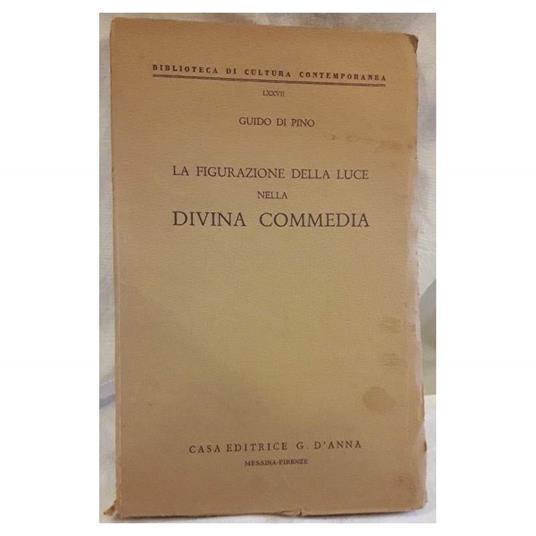 BIBLIOTECA DI CULTURA CONTEMPORANEA
LXXVII
GUIDO DI PINO
LA FIGURAZIONE DELLA LUCE
NELLA
DIVINA COMMEDIA
CASA EDITRICE G. D'ANNA
MESSINA-FIRENZE